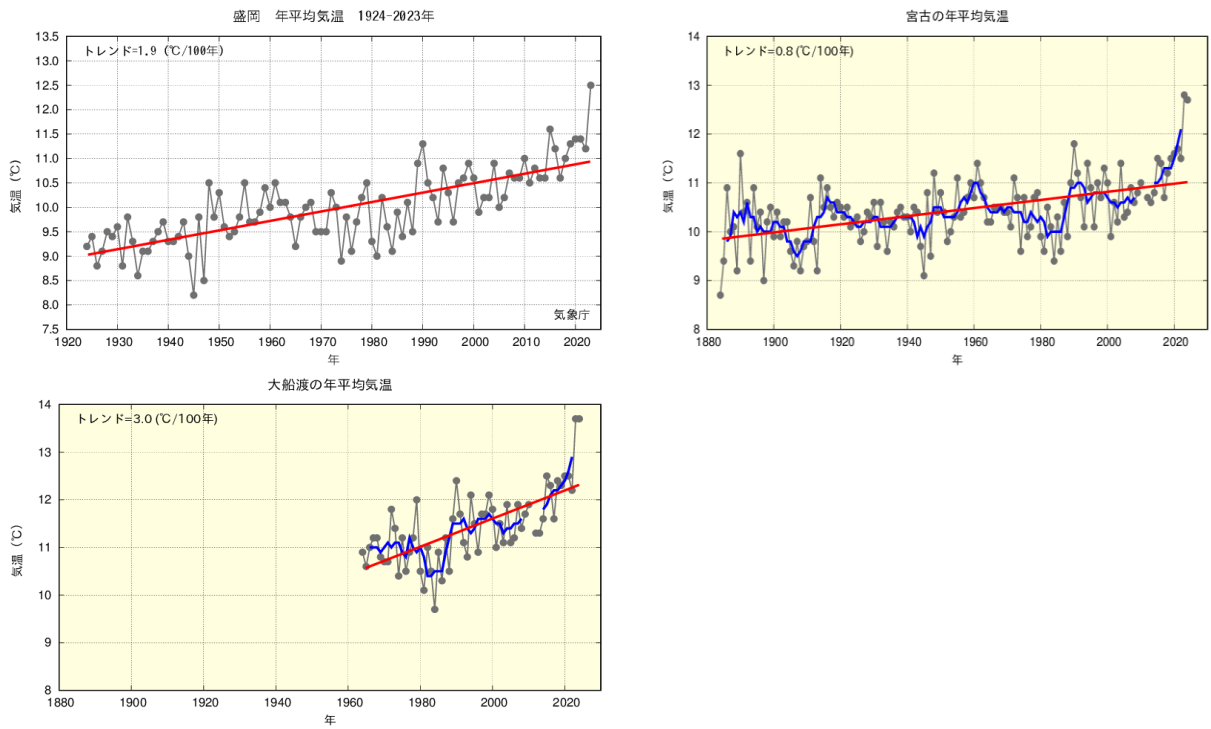 盛岡　年平均気温　1924-2023年
トレンド=1.9 (℃/100年)
気温 (℃)
13.5
13.0
12.5
12.0
11.5
11.0
10.5
10.0
9.5
9.0
8.5
8.0
7.5
気象庁
1920 1930 1940 1950 1960 1970 1980 1990 2000 2010 2020
年
宮古の年平均気温
トレンド=0.8 (℃/100年)
気温 (℃)
14
13
12
11
10
9
8
1880 1900 1920 1940 1960 1980 2000 2020
年
大船渡の年平均気温
トレンド=3.0 (℃/100年)
気温 (℃)
14
13
12
11
10
9
8
1880 1900 1920 1940 1960 1980 2000 2020
年